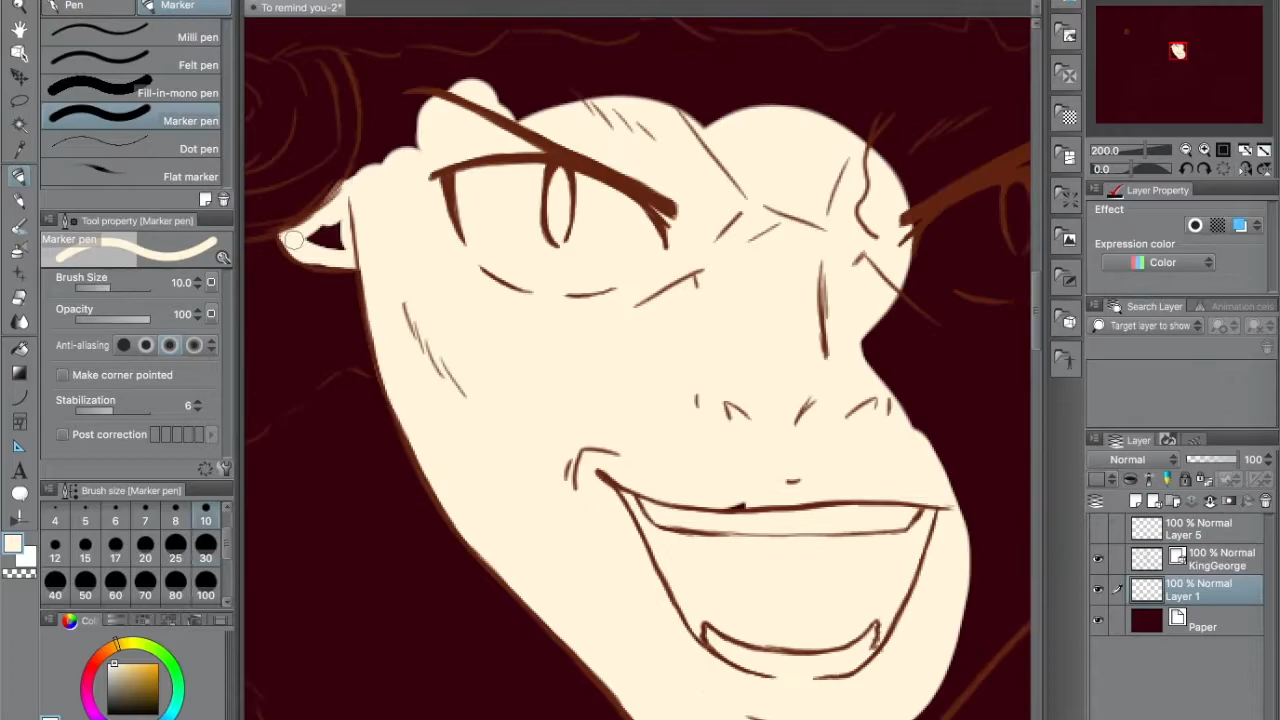 Pen
Marker
To remind you-2*
Milli pen
Felt pen
Fill-in-mono pen
Marker pen
Dot pen
Flat marker
Tool property [Marker pen]
Marker pen
Brush Size
10.0
Opacity
100
Anti-aliasing
Make corner pointed
Stabilization
6
Post correction
Brush size [Marker pen]
4 5 6 7 8 10
12 15 17 20 25 30
40 50 60 70 80 100
Col
200.0
0.0
Layer Property
Effect
Expression color
Color
Search Layer
Animation cels
Target layer to show
Layer
Normal
100
100 % Normal
Layer 5
100 % Normal
KingGeorge
100 % Normal
Layer 1
Paper